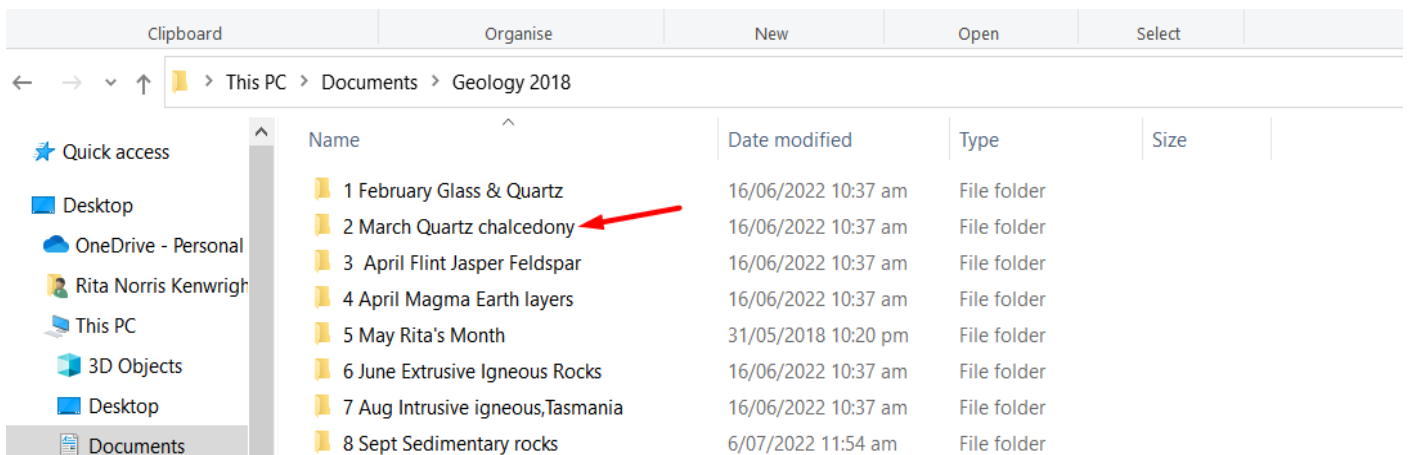 Clipboard Organise New Open Select
This PC > Documents > Geology 2018
Name Date modified Type Size
Quick access
1 February Glass & Quartz 16/06/2022 10:37 am File folder
Desktop
2 March Quartz chalcedony 16/06/2022 10:37 am File folder
OneDrive - Personal
3 April Flint Jasper Feldspar 16/06/2022 10:37 am File folder
Rita Norris Kenwrigh
4 April Magma Earth layers 16/06/2022 10:37 am File folder
This PC
5 May Rita's Month 31/05/2018 10:20 pm File folder
3D Objects
6 June Extrusive Igneous Rocks 16/06/2022 10:37 am File folder
Desktop
7 Aug Intrusive igneous,Tasmania 16/06/2022 10:37 am File folder
Documents
8 Sept Sedimentary rocks 6/07/2022 11:54 am File folder